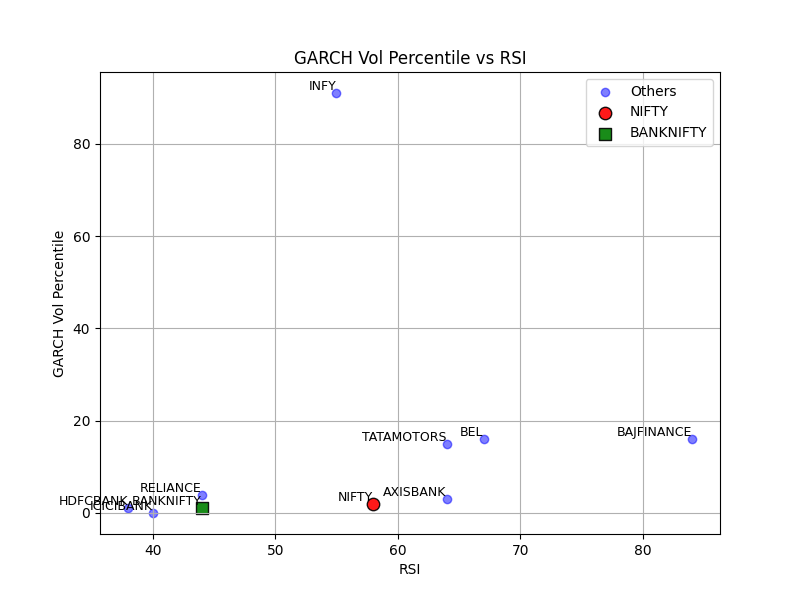 GARCH Vol Percentile vs RSI
INFY
Others
NIFTY
BANKNIFTY
80
60
40
20
0
GARCH Vol Percentile
TATAMOTORS
BEL
BAJFINANCE
RELIANCE
NIFTY
AXISBANK
HDFCBANK
BANKNIFTY
ICICIBANK
40
50
60
70
80
RSI